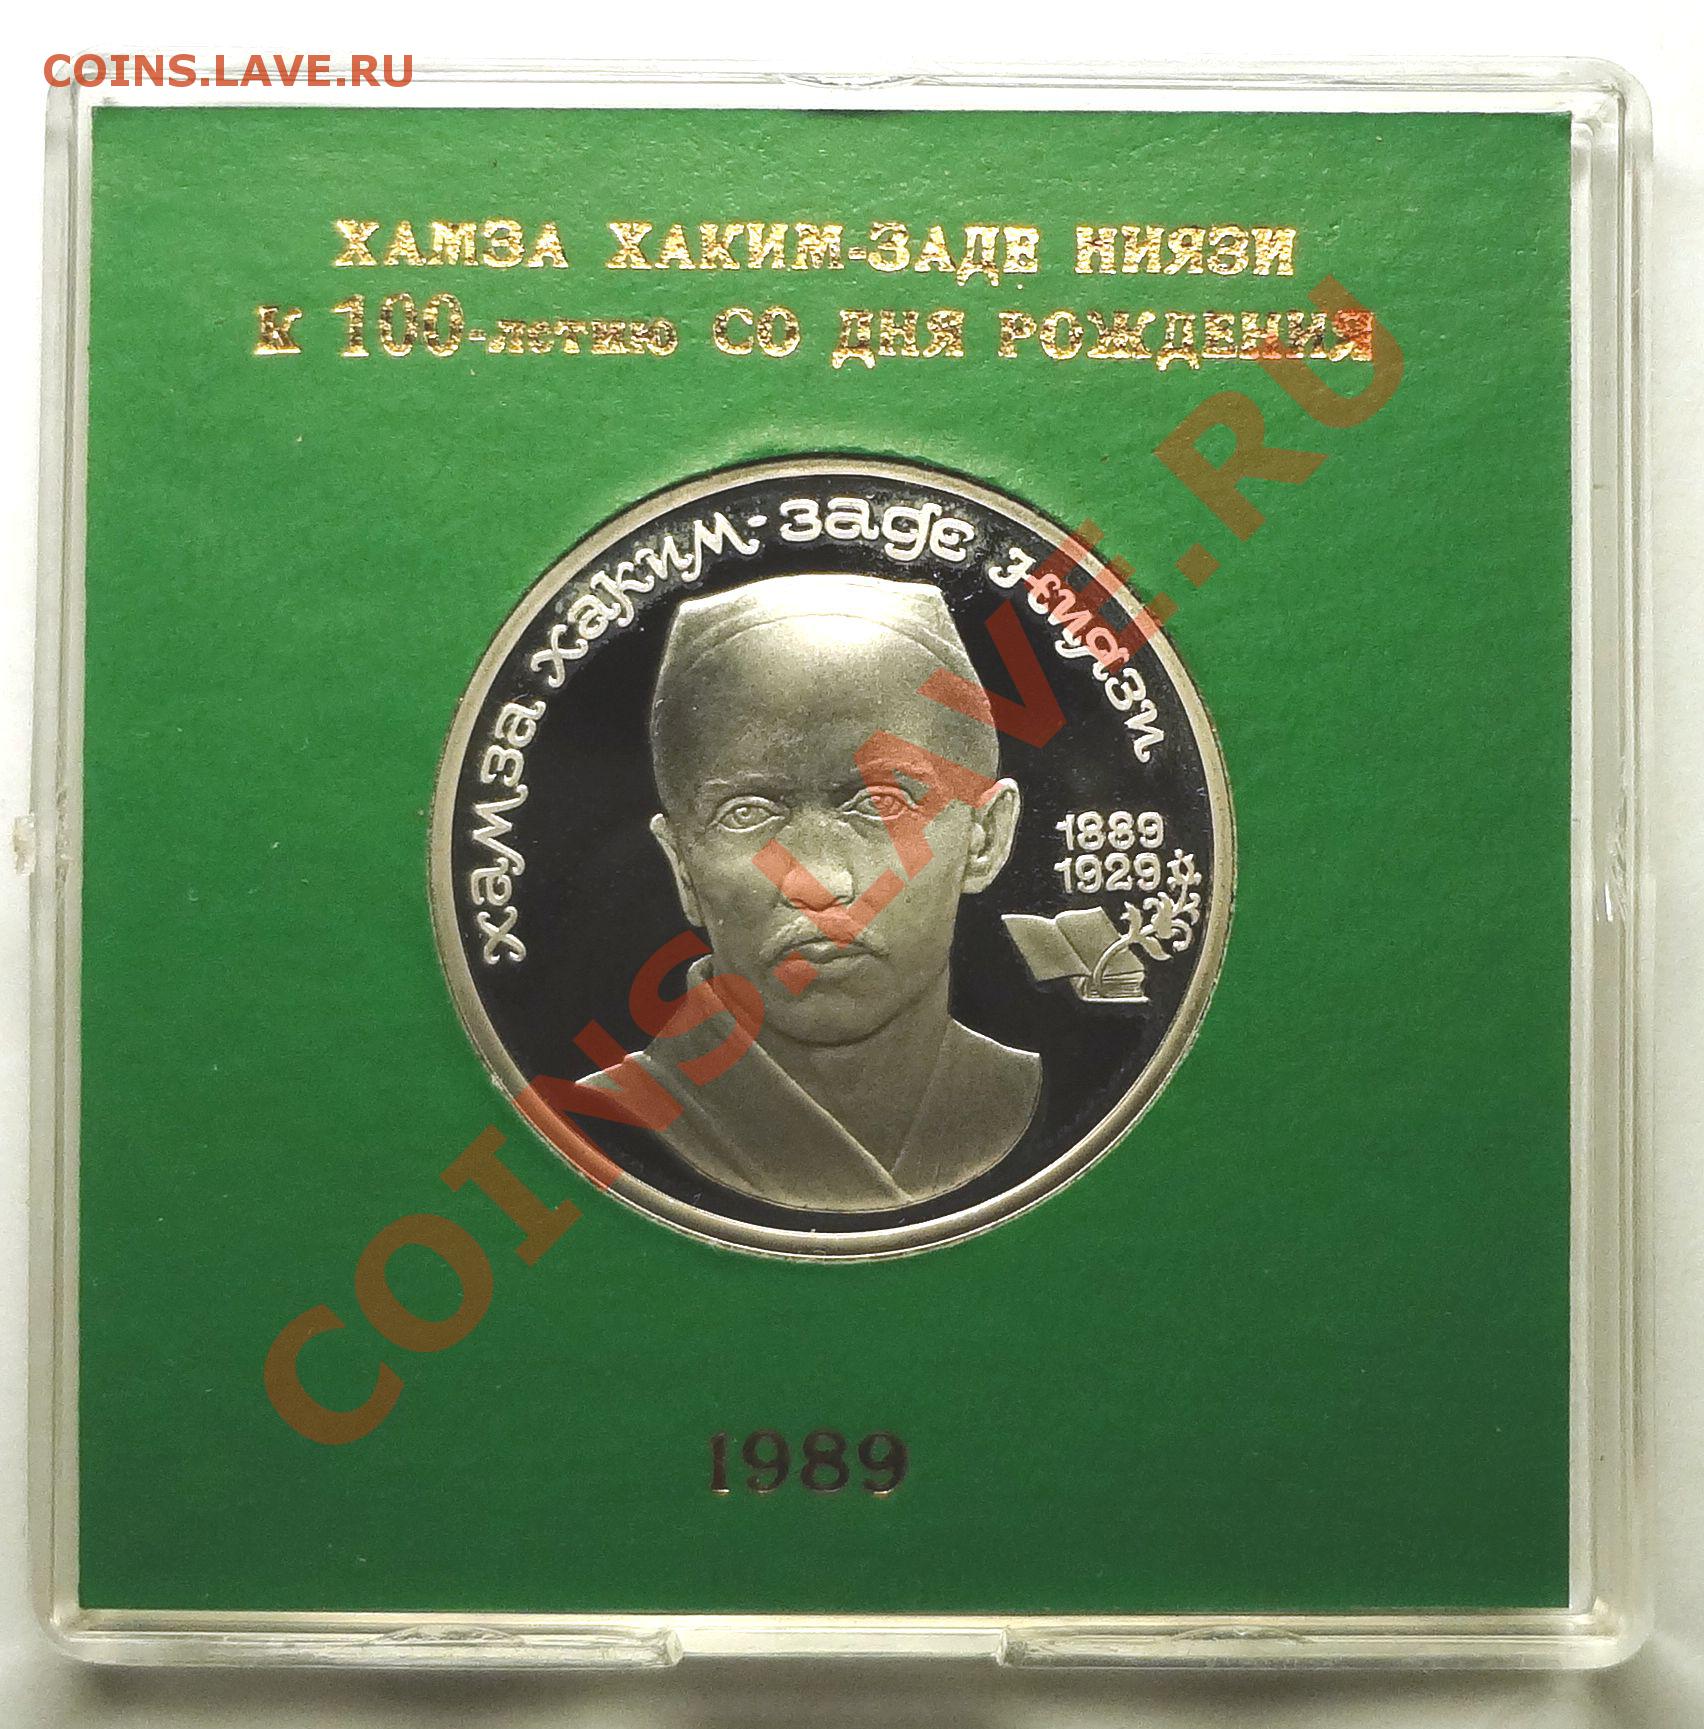 COINS.LAVE.RU
ХАМЗА ХАКИМ-ЗАДЕ НИЯЗИ
К 100-летию СО ДНЯ РОЖДЕНИЯ
хамза хаким-заде ниязи
1889
1929
1989
COINS.LAVE.RU